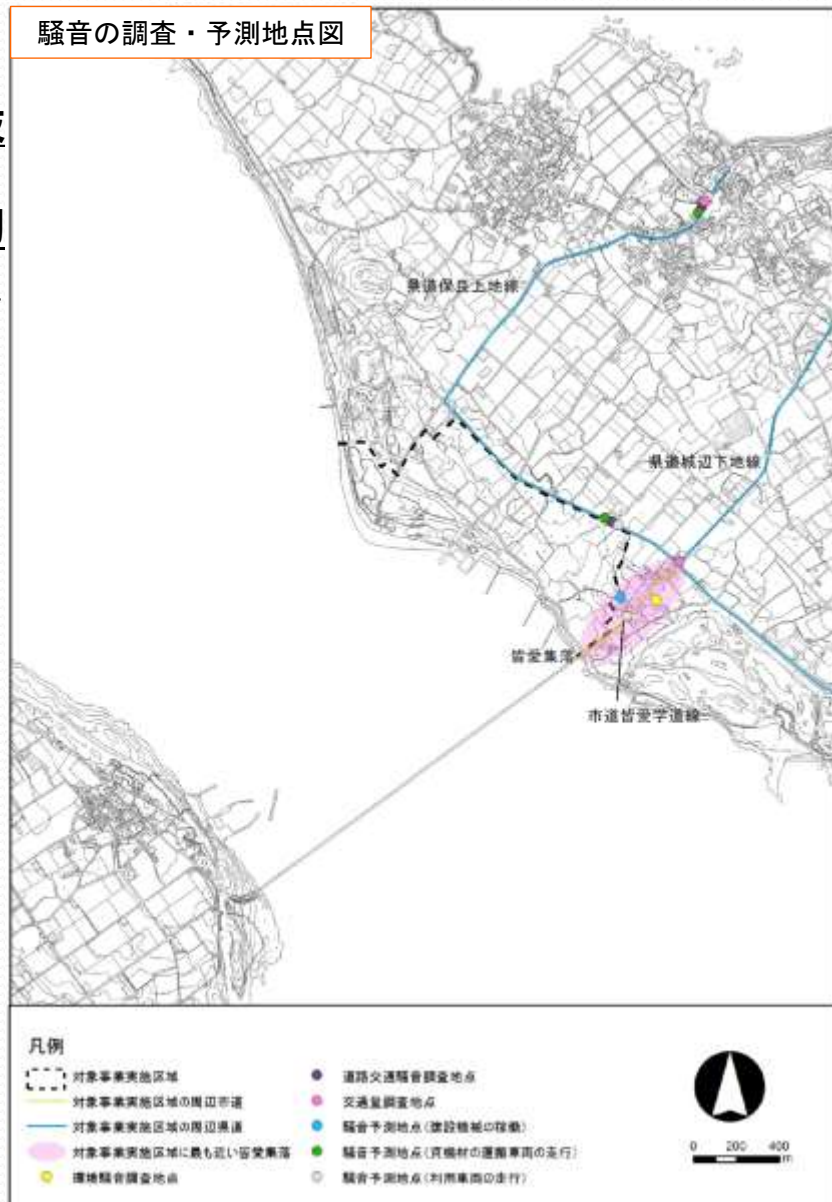 騒音の調査・予測地点図
県道保良上地線
県道城辺下地線
皆愛集落
市道皆愛学道線
凡例
対象事業実施区域
対象事業実施区域の周辺市道
対象事業実施区域の周辺県道
対象事業実施区域に最も近い皆愛集落
環境騒音調査地点
道路交通騒音調査地点
交通量調査地点
騒音予測地点(建設機械の稼働)
騒音予測地点(資機材の運搬車両の走行)
騒音予測地点(利用車両の走行)
0 200 400
m